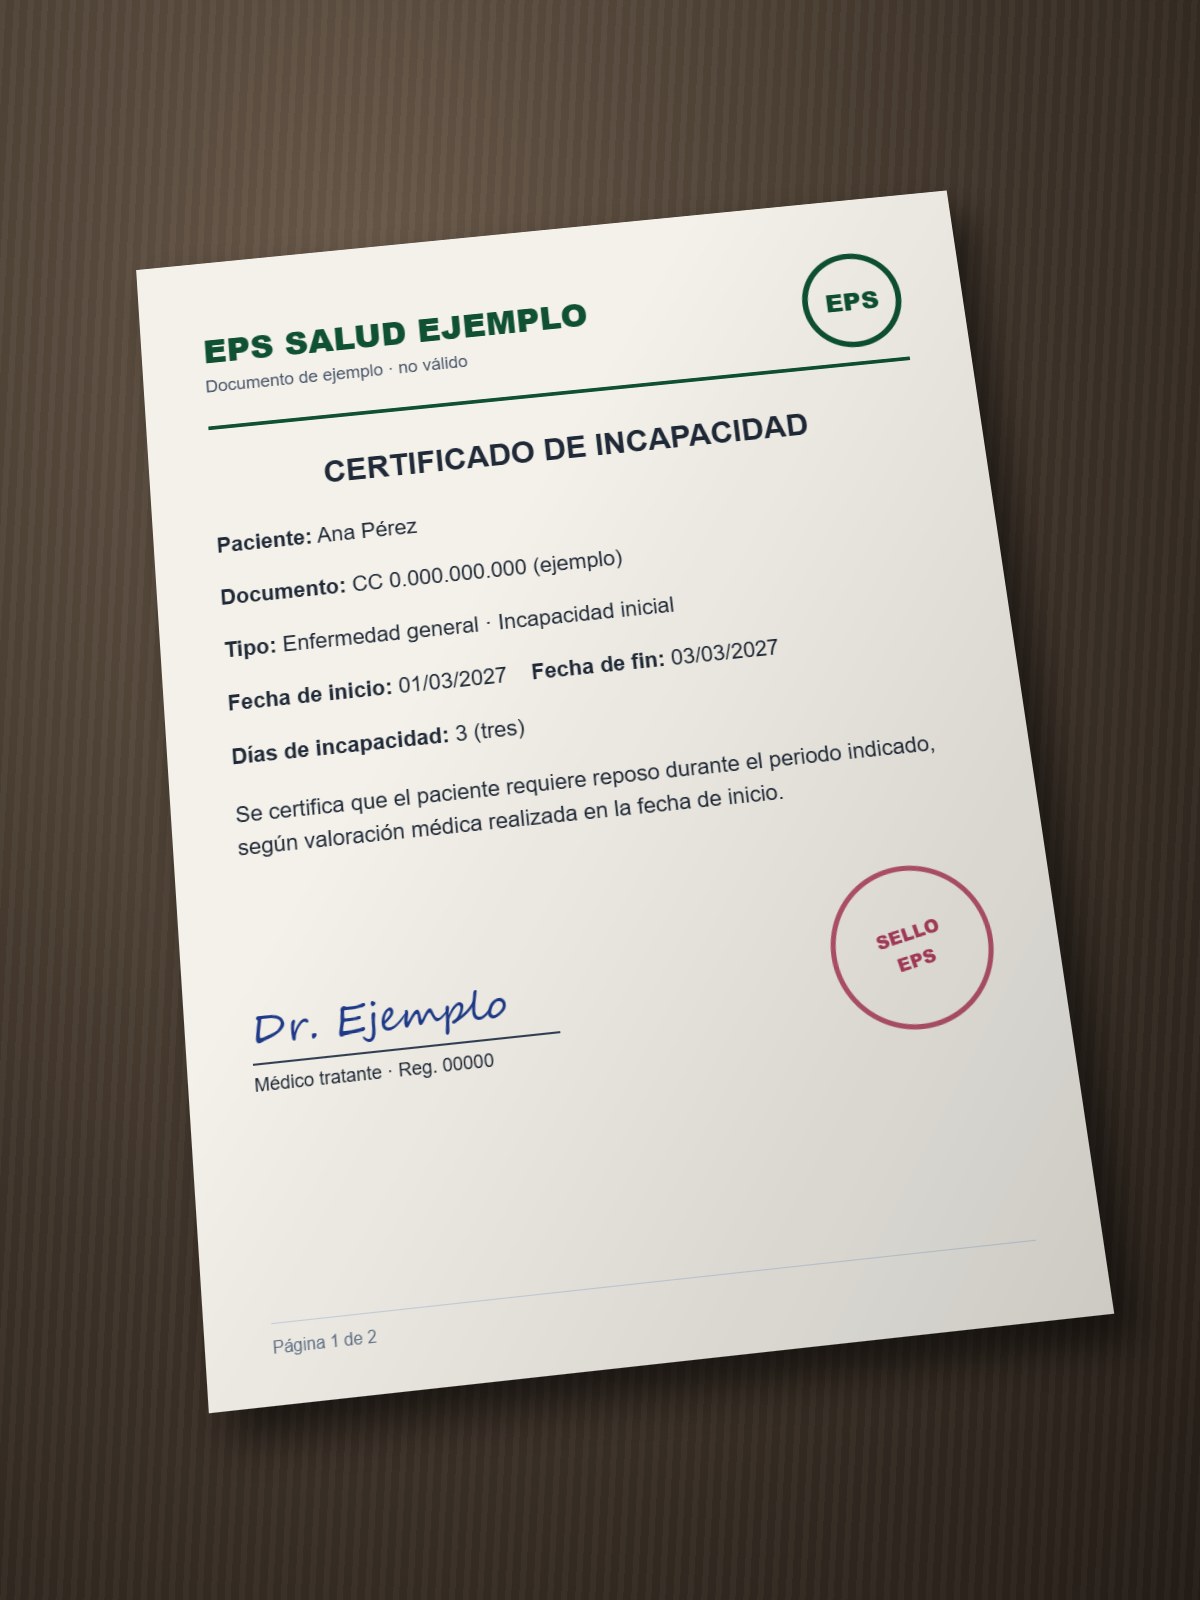 EPS SALUD EJEMPLO
Documento de ejemplo · no válido
EPS
CERTIFICADO DE INCAPACIDAD
Paciente: Ana Pérez
Documento: CC 0.000.000.000 (ejemplo)
Tipo: Enfermedad general · Incapacidad inicial
Fecha de inicio: 01/03/2027 Fecha de fin: 03/03/2027
Días de incapacidad: 3 (tres)
Se certifica que el paciente requiere reposo durante el periodo indicado,
según valoración médica realizada en la fecha de inicio.
SELLO
EPS
Dr. Ejemplo
Médico tratante · Reg. 00000
Página 1 de 2